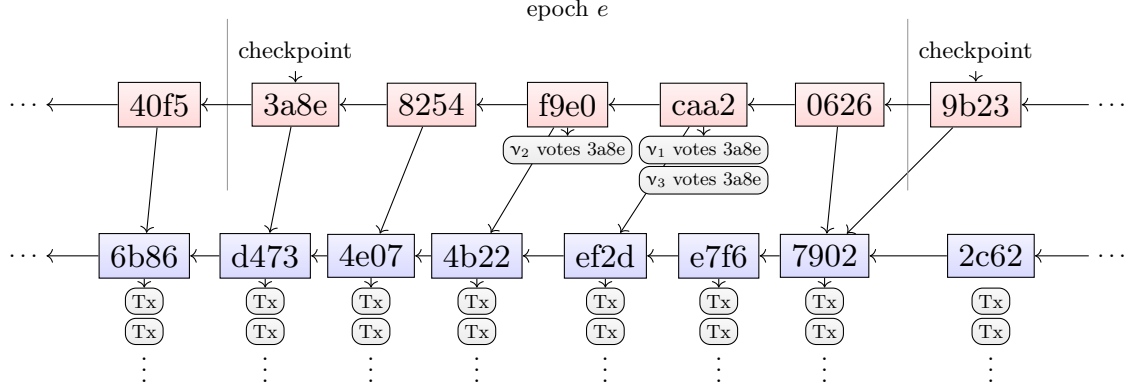 epoch e
checkpoint checkpoint
··· 40f5 3a8e 8254 f9e0 caa2 0626 9b23 ···
ν₂ votes 3a8e ν₁ votes 3a8e
ν₃ votes 3a8e
··· 6b86 d473 4e07 4b22 ef2d e7f6 7902 2c62 ···
Tx Tx Tx Tx Tx Tx Tx Tx
Tx Tx Tx Tx Tx Tx Tx Tx
⋮ ⋮ ⋮ ⋮ ⋮ ⋮ ⋮ ⋮